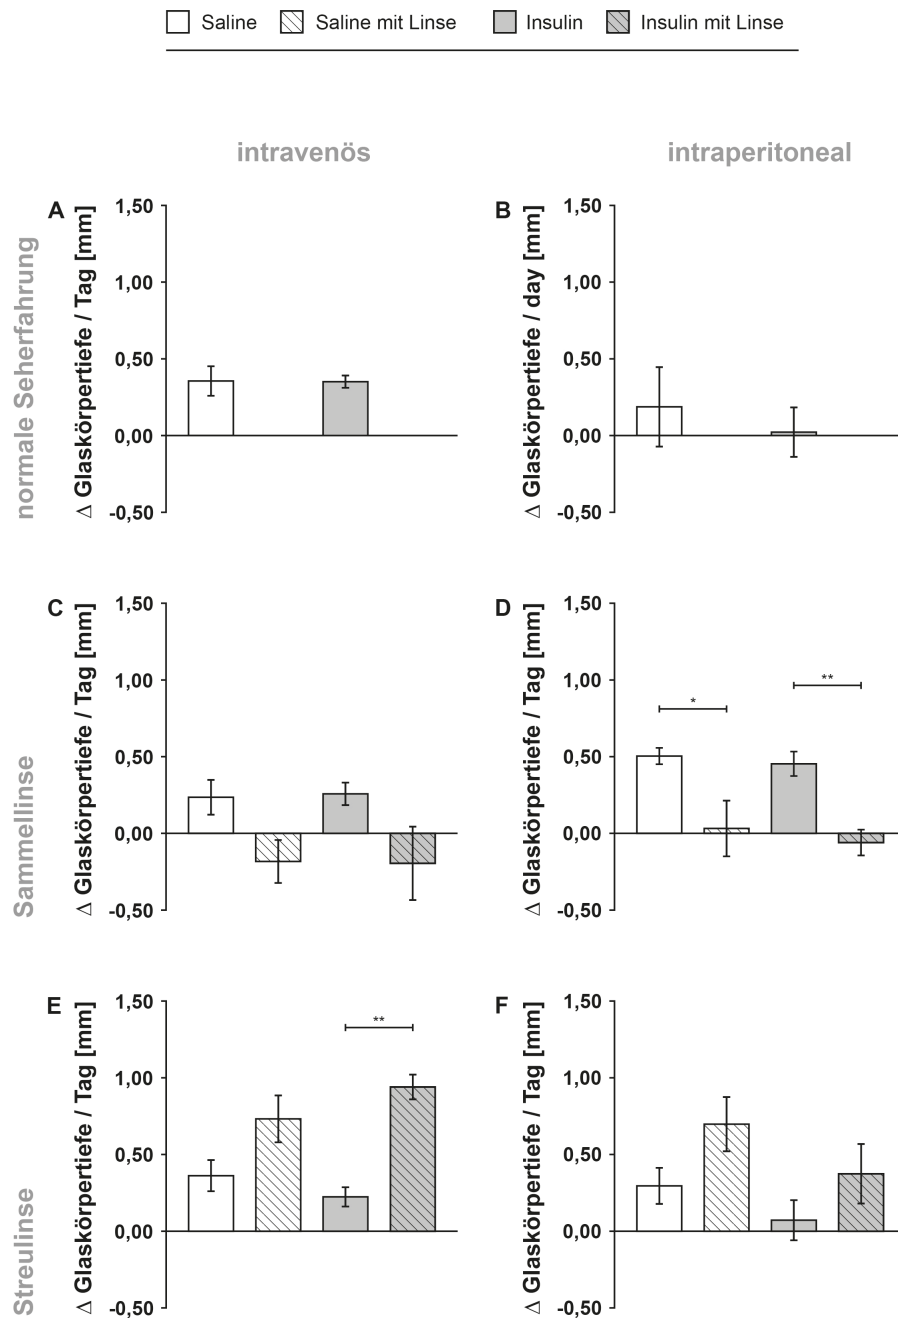 Saline Saline mit Linse Insulin Insulin mit Linse
intravenös intraperitoneal
normale Seherfahrung
A
Δ Glaskörpertiefe / Tag [mm]
1,50
1,00
0,50
0,00
-0,50
B
Δ Glaskörpertiefe / day [mm]
1,50
1,00
0,50
0,00
-0,50
Sammellinse
C
Δ Glaskörpertiefe / Tag [mm]
1,50
1,00
0,50
0,00
-0,50
D
Δ Glaskörpertiefe / Tag [mm]
1,50
1,00
0,50
0,00
-0,50
*
**
Streulinse
E
Δ Glaskörpertiefe / Tag [mm]
1,50
1,00
0,50
0,00
-0,50
**
F
Δ Glaskörpertiefe / Tag [mm]
1,50
1,00
0,50
0,00
-0,50